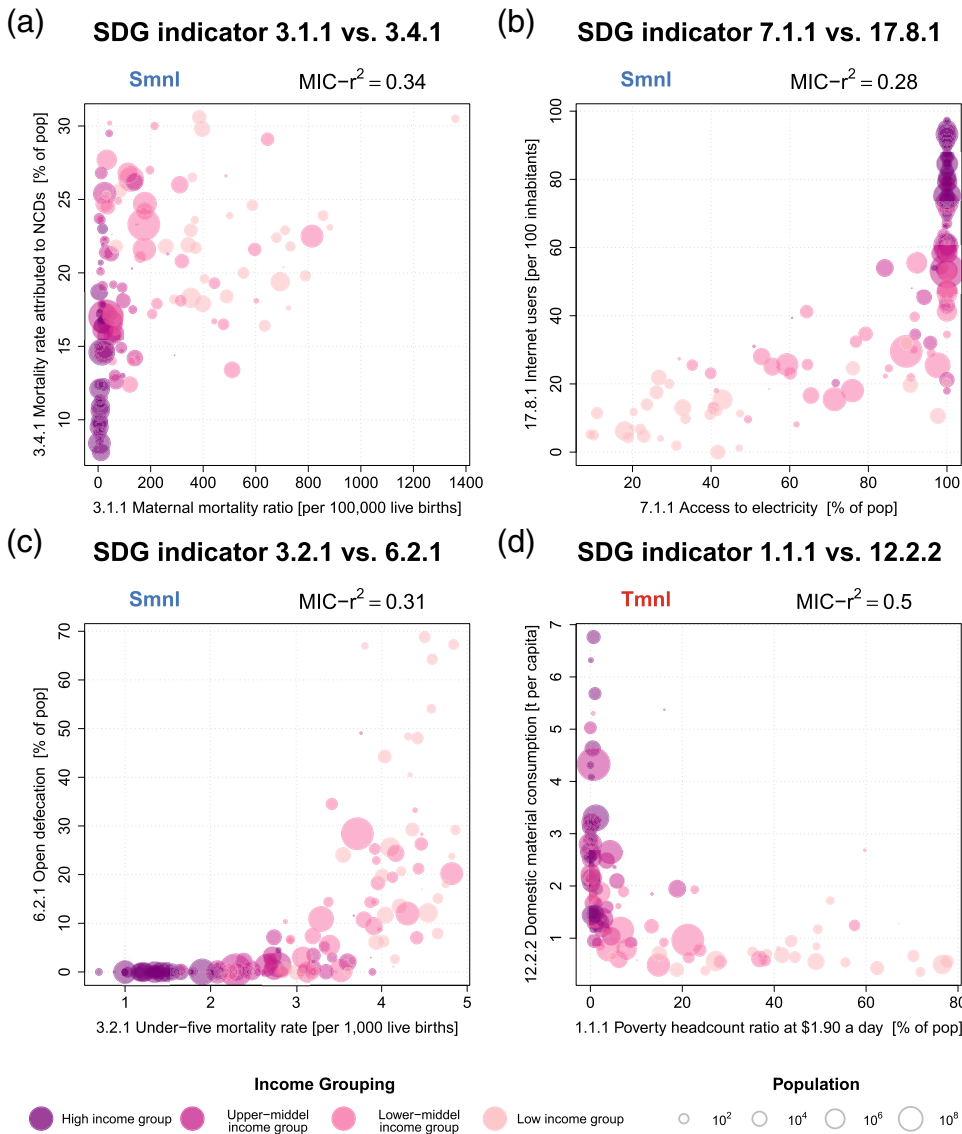 (a)
SDG indicator 3.1.1 vs. 3.4.1
Smnl
MIC−r² = 0.34
3.4.1 Mortality rate attributed to NCDs [% of pop]
30
25
20
15
10
0 200 400 600 800 1000 1200 1400
3.1.1 Maternal mortality ratio [per 100,000 live births]
(b)
SDG indicator 7.1.1 vs. 17.8.1
Smnl
MIC−r² = 0.28
17.8.1 Internet users [per 100 inhabitants]
100
80
60
40
20
0
20 40 60 80 100
7.1.1 Access to electricity [% of pop]
(c)
SDG indicator 3.2.1 vs. 6.2.1
Smnl
MIC−r² = 0.31
6.2.1 Open defecation [% of pop]
70
60
50
40
30
20
10
0
1 2 3 4 5
3.2.1 Under−five mortality rate [per 1,000 live births]
(d)
SDG indicator 1.1.1 vs. 12.2.2
Tmnl
MIC−r² = 0.5
12.2.2 Domestic material consumption [t per capita]
7
6
5
4
3
2
1
0 20 40 60 80
1.1.1 Poverty headcount ratio at $1.90 a day [% of pop]
Income Grouping
High income group
Upper−middel
income group
Lower−middel
income group
Low income group
Population
10² 10⁴ 10⁶ 10⁸